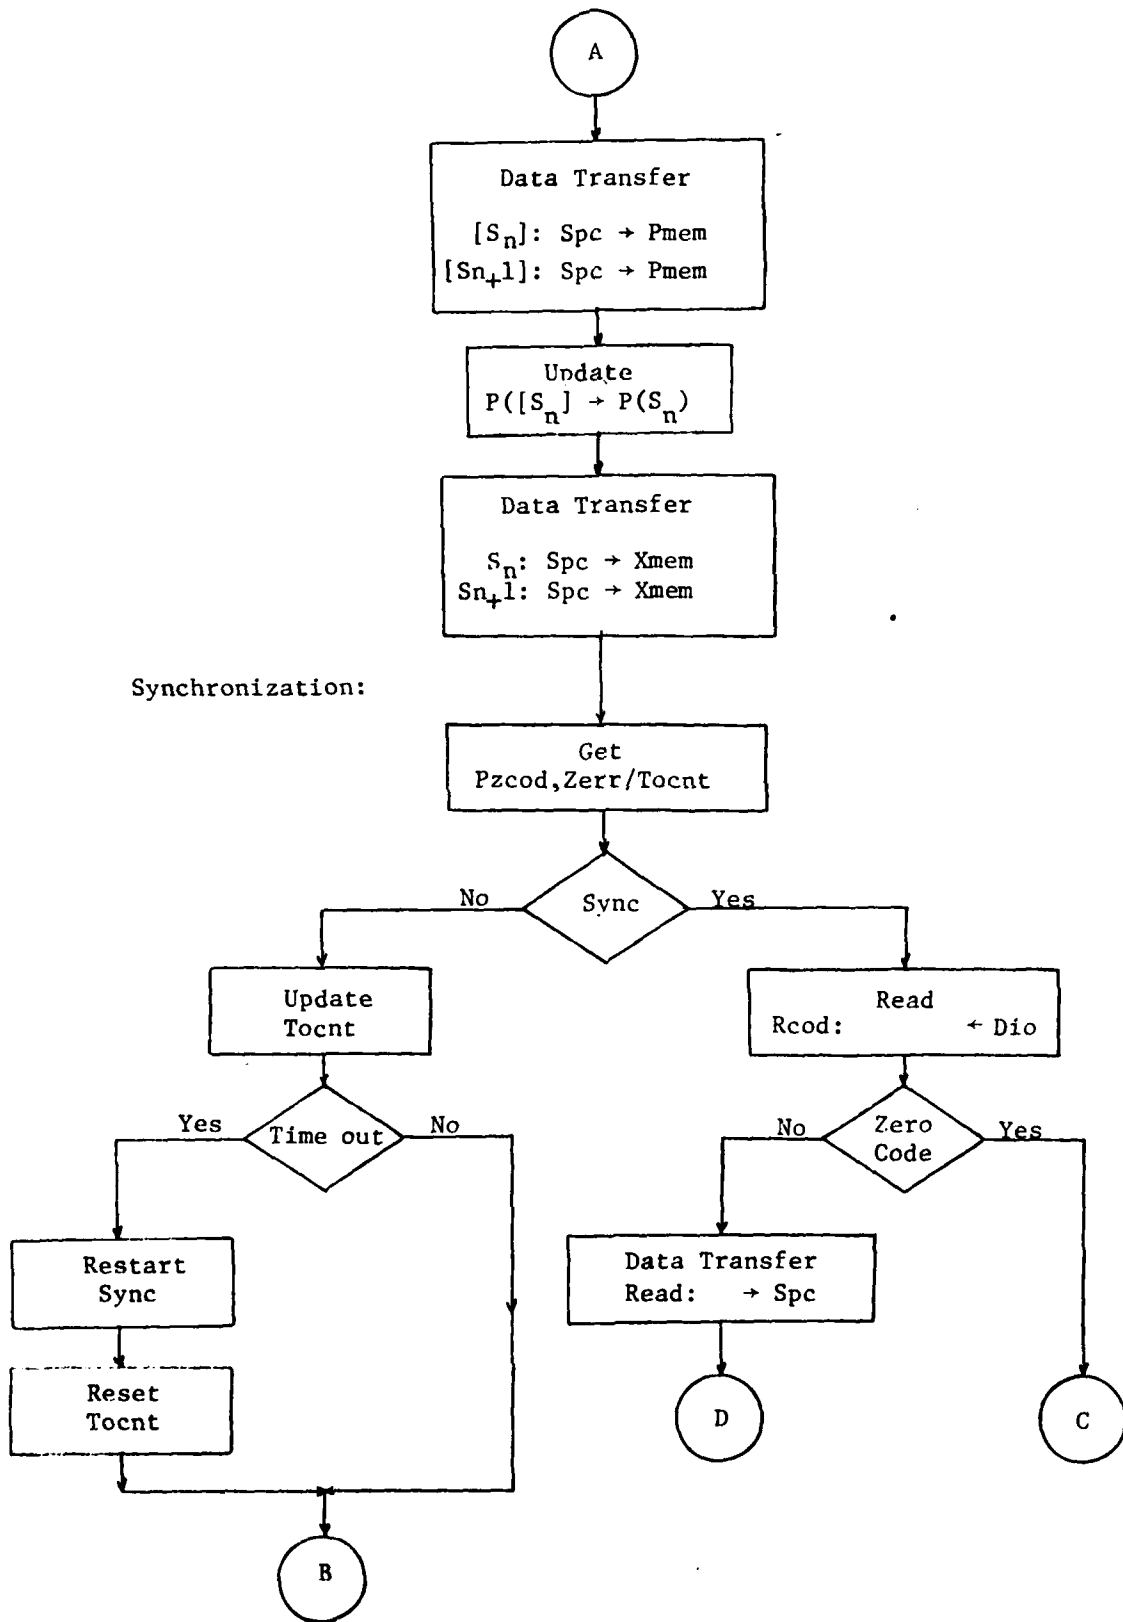 A
Data Transfer
[Sn]: Spc → Pmem
[Sn+1]: Spc → Pmem
Update
P([Sn] → P(Sn)
Data Transfer
Sn: Spc → Xmem
Sn+1: Spc → Xmem
Synchronization:
Get
Pzcod,Zerr/Tocnt
No
Sync
Yes
Update
Tocnt
Read
Rcod: ← Dio
Yes
Time out
No
No
Zero
Code
Yes
Restart
Sync
Data Transfer
Read: → Spc
Reset
Tocnt
D
C
B